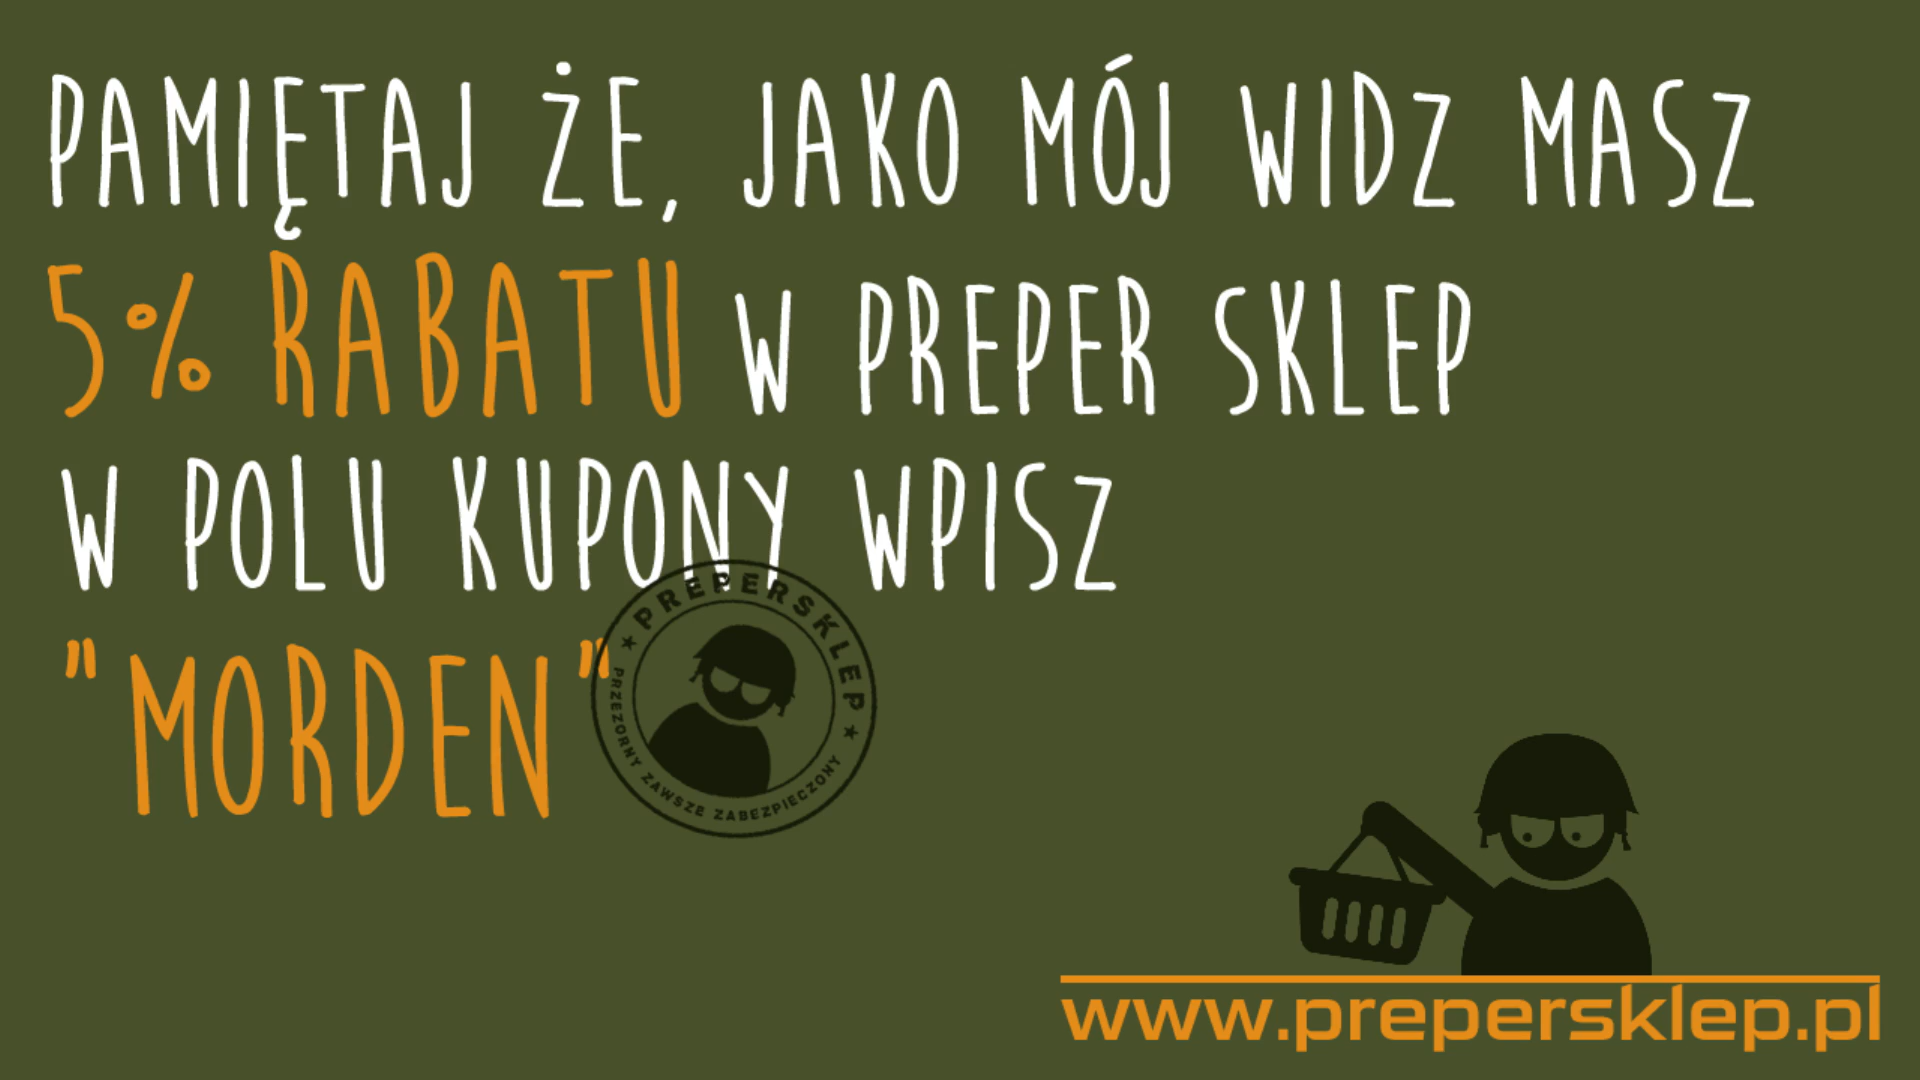 PAMIĘTAJ ŻE, JAKO MÓJ WIDZ MASZ
5% RABATU W PREPER SKLEP
W POLU KUPONY WPISZ
"MORDEN"
PREPERSKLEP
PRZEZORNY ZAWSZE ZABEZPIECZONY
www.prepersklep.pl